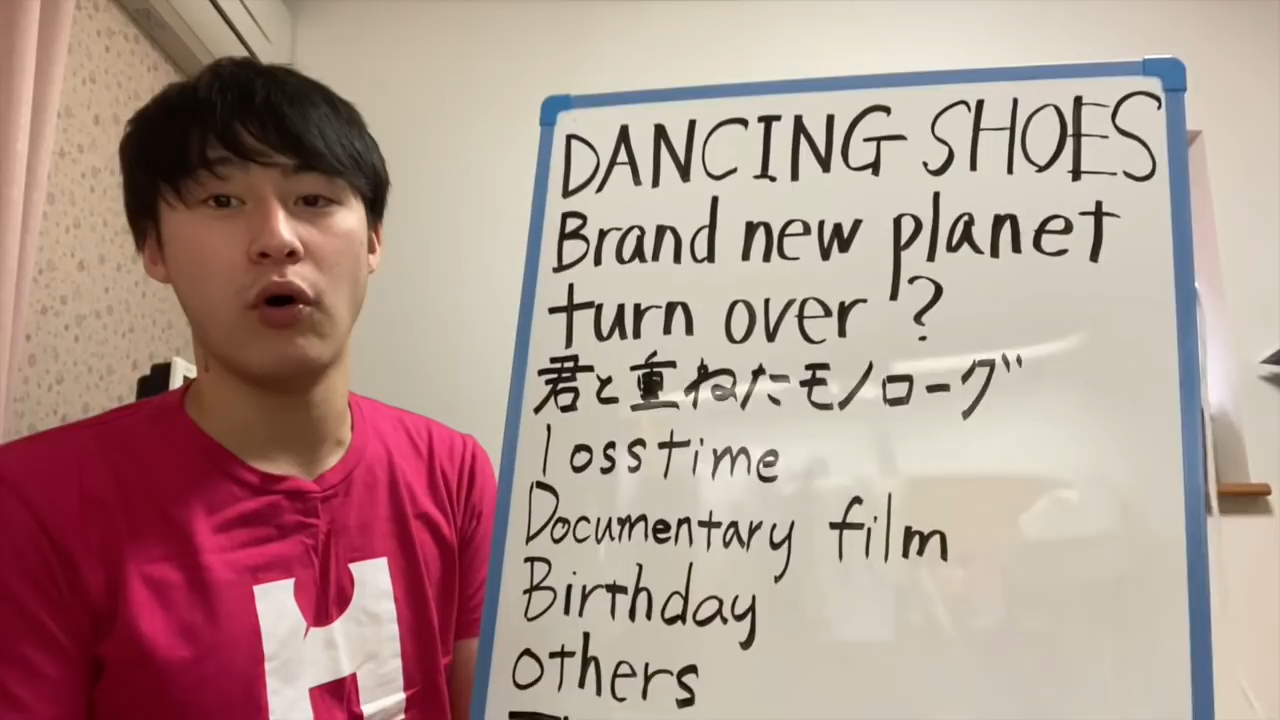 DANCING SHOES
Brand new planet
turn over ?
君と重ねたモノローグ
losstime
Documentary film
Birthday
others